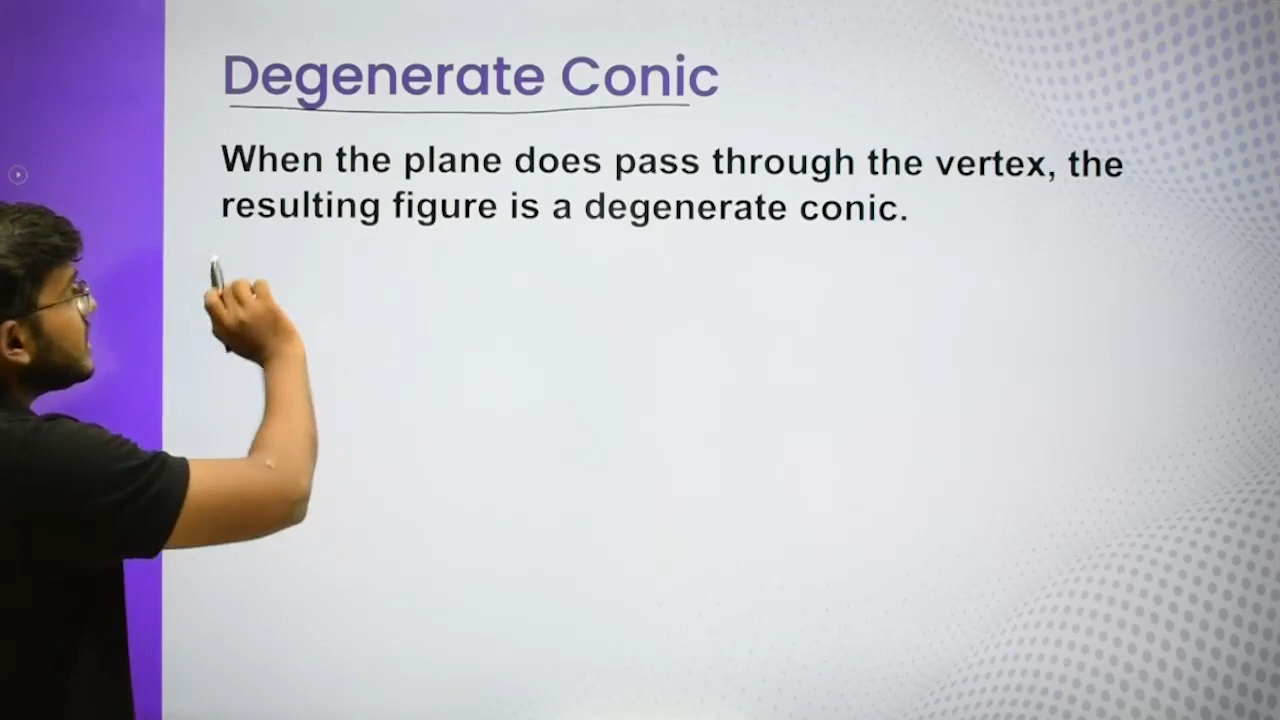 Degenerate Conic
When the plane does pass through the vertex, the
resulting figure is a degenerate conic.